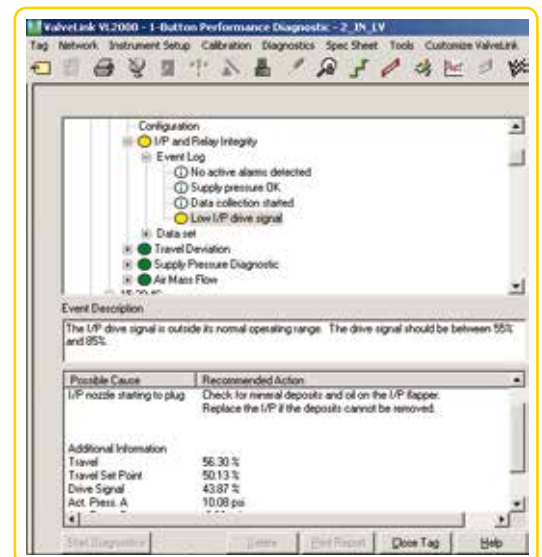 ValveLink VL2000 - 1-Button Performance Diagnostic - 2_IN_LV
Tag Network Instrument Setup Calibration Diagnostics Spec Sheet Tools Customize ValveLink
Configuration
I/P and Relay Integrity
Event Log
No active alarms detected
Supply pressure OK
Data collection started
Low I/P drive signal
Data set
Travel Deviation
Supply Pressure Diagnostic
Air Mass Flow
Event Description
The I/P drive signal is outside its normal operating range. The drive signal should be between 55%
and 85%.
Possible Cause Recommended Action
I/P nozzle starting to plug Check for mineral deposits and oil on the I/P flapper.
Replace the I/P if the deposits cannot be removed.
Additional Information
Travel 56.30 %
Travel Set Point 50.13 %
Drive Signal 43.87 %
Act. Press. A 10.08 psi
Start Diagnostics Delete Print Report Close Tag Help